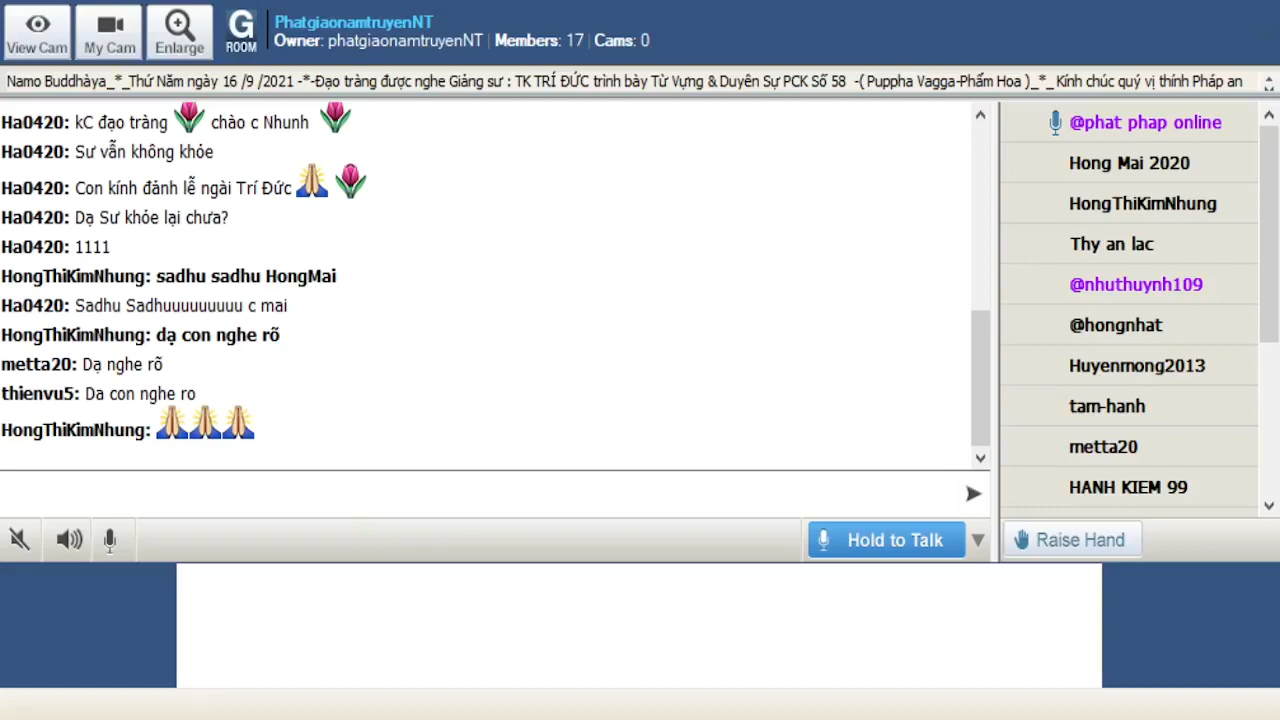 View Cam
My Cam
Enlarge
G
ROOM
PhatgiaonamtruyenNT
Owner: phatgiaonamtruyenNT | Members: 17 | Cams: 0
Namo Buddhàya_*_Thứ Năm ngày 16 /9 /2021 -*-Đạo tràng được nghe Giảng sư : TK TRÍ ĐỨC trình bày Từ Vựng & Duyên Sự PCK Số 58 -( Puppha Vagga-Phẩm Hoa )_*_ Kính chúc quý vị thính Pháp an
Ha0420: kC đạo tràng chào c Nhunh
Ha0420: Sư vẫn không khỏe
Ha0420: Con kính đảnh lễ ngài Trí Đức
Ha0420: Dạ Sư khỏe lại chưa?
Ha0420: 1111
HongThiKimNhung: sadhu sadhu HongMai
Ha0420: Sadhu Sadhuuuuuuuuu c mai
HongThiKimNhung: dạ con nghe rõ
metta20: Dạ nghe rõ
thienvu5: Da con nghe ro
HongThiKimNhung:
@phat phap online
Hong Mai 2020
HongThiKimNhung
Thy an lac
@nhuthuynh109
@hongnhat
Huyenmong2013
tam-hanh
metta20
HANH KIEM 99
Hold to Talk
Raise Hand